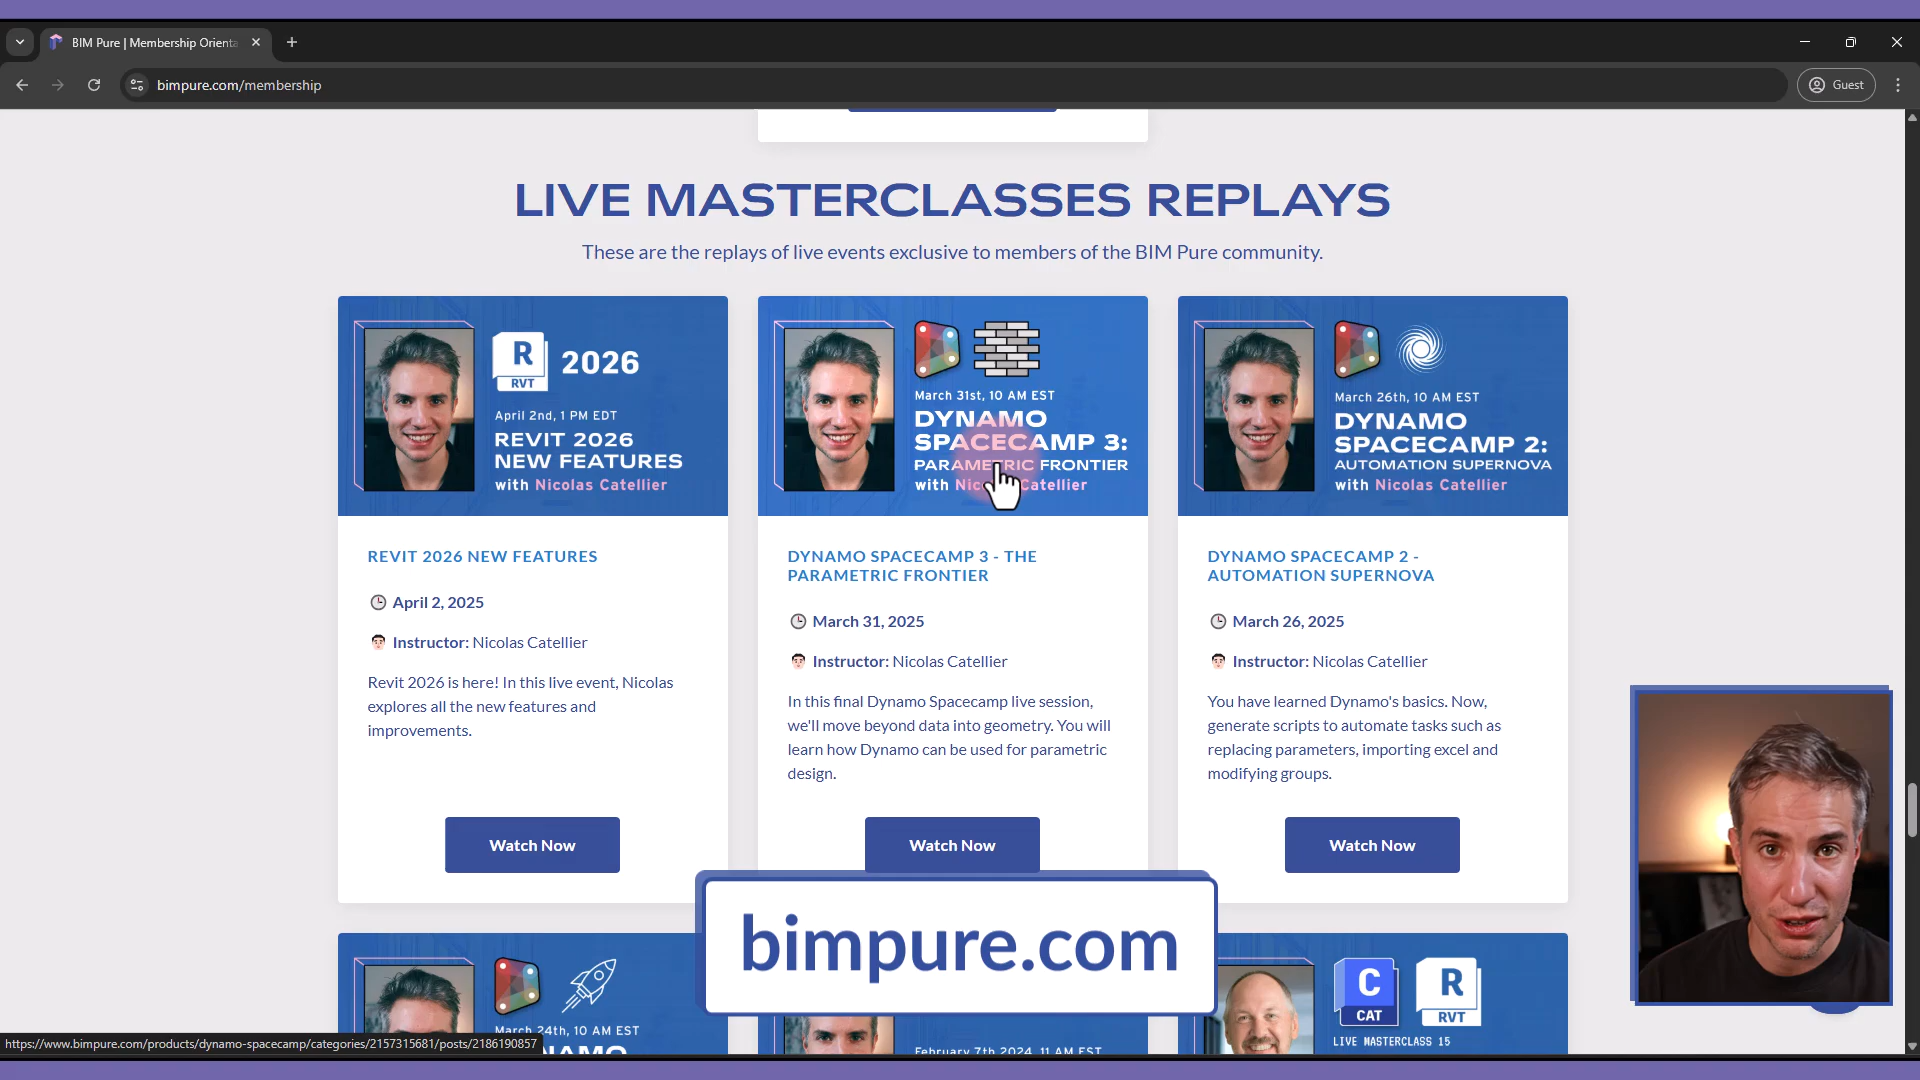 BIM Pure | Membership Orienta
bimpure.com/membership
Guest
LIVE MASTERCLASSES REPLAYS
These are the replays of live events exclusive to members of the BIM Pure community.
R
RVT
2026
April 2nd, 1 PM EDT
REVIT 2026
NEW FEATURES
with Nicolas Catellier
March 31st, 10 AM EST
DYNAMO
SPACECAMP 3:
PARAMETRIC FRONTIER
with Nic Catellier
March 26th, 10 AM EST
DYNAMO
SPACECAMP 2:
AUTOMATION SUPERNOVA
with Nicolas Catellier
REVIT 2026 NEW FEATURES
April 2, 2025
Instructor: Nicolas Catellier
Revit 2026 is here! In this live event, Nicolas
explores all the new features and
improvements.
Watch Now
DYNAMO SPACECAMP 3 - THE
PARAMETRIC FRONTIER
March 31, 2025
Instructor: Nicolas Catellier
In this final Dynamo Spacecamp live session,
we'll move beyond data into geometry. You will
learn how Dynamo can be used for parametric
design.
Watch Now
DYNAMO SPACECAMP 2 -
AUTOMATION SUPERNOVA
March 26, 2025
Instructor: Nicolas Catellier
You have learned Dynamo's basics. Now,
generate scripts to automate tasks such as
replacing parameters, importing excel and
modifying groups.
Watch Now
bimpure.com
March 24th, 10 AM EST
February 7th 2024, 11 AM EST
C
CAT
R
RVT
LIVE MASTERCLASS 15
https://www.bimpure.com/products/dynamo-spacecamp/categories/2157315681/posts/2186190857